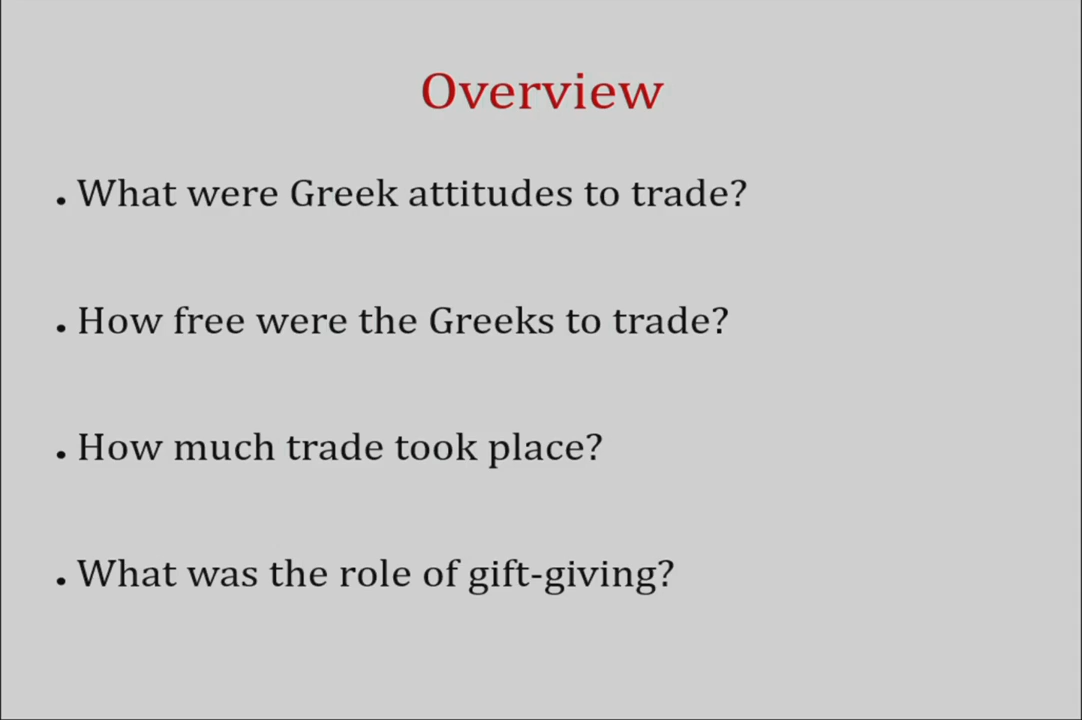 Overview
• What were Greek attitudes to trade?
• How free were the Greeks to trade?
• How much trade took place?
• What was the role of gift-giving?